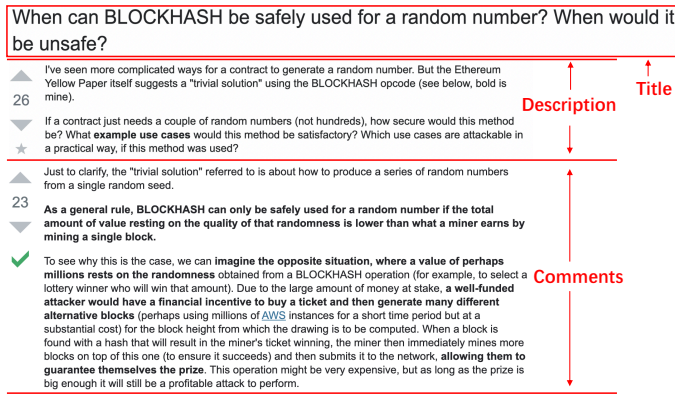 When can BLOCKHASH be safely used for a random number? When would it
be unsafe?
Title
I've seen more complicated ways for a contract to generate a random number. But the Ethereum
Yellow Paper itself suggests a "trivial solution" using the BLOCKHASH opcode (see below, bold is
mine).
26
Description
If a contract just needs a couple of random numbers (not hundreds), how secure would this method
be? What example use cases would this method be satisfactory? Which use cases are attackable in
a practical way, if this method was used?
Just to clarify, the "trivial solution" referred to is about how to produce a series of random numbers
from a single random seed.
23
As a general rule, BLOCKHASH can only be safely used for a random number if the total
amount of value resting on the quality of that randomness is lower than what a miner earns by
mining a single block.
Comments
To see why this is the case, we can imagine the opposite situation, where a value of perhaps
millions rests on the randomness obtained from a BLOCKHASH operation (for example, to select a
lottery winner who will win that amount). Due to the large amount of money at stake, a well-funded
attacker would have a financial incentive to buy a ticket and then generate many different
alternative blocks (perhaps using millions of AWS instances for a short time period but at a
substantial cost) for the block height from which the drawing is to be computed. When a block is
found with a hash that will result in the miner's ticket winning, the miner then immediately mines more
blocks on top of this one (to ensure it succeeds) and then submits it to the network, allowing them to
guarantee themselves the prize. This operation might be very expensive, but as long as the prize is
big enough it will still be a profitable attack to perform.